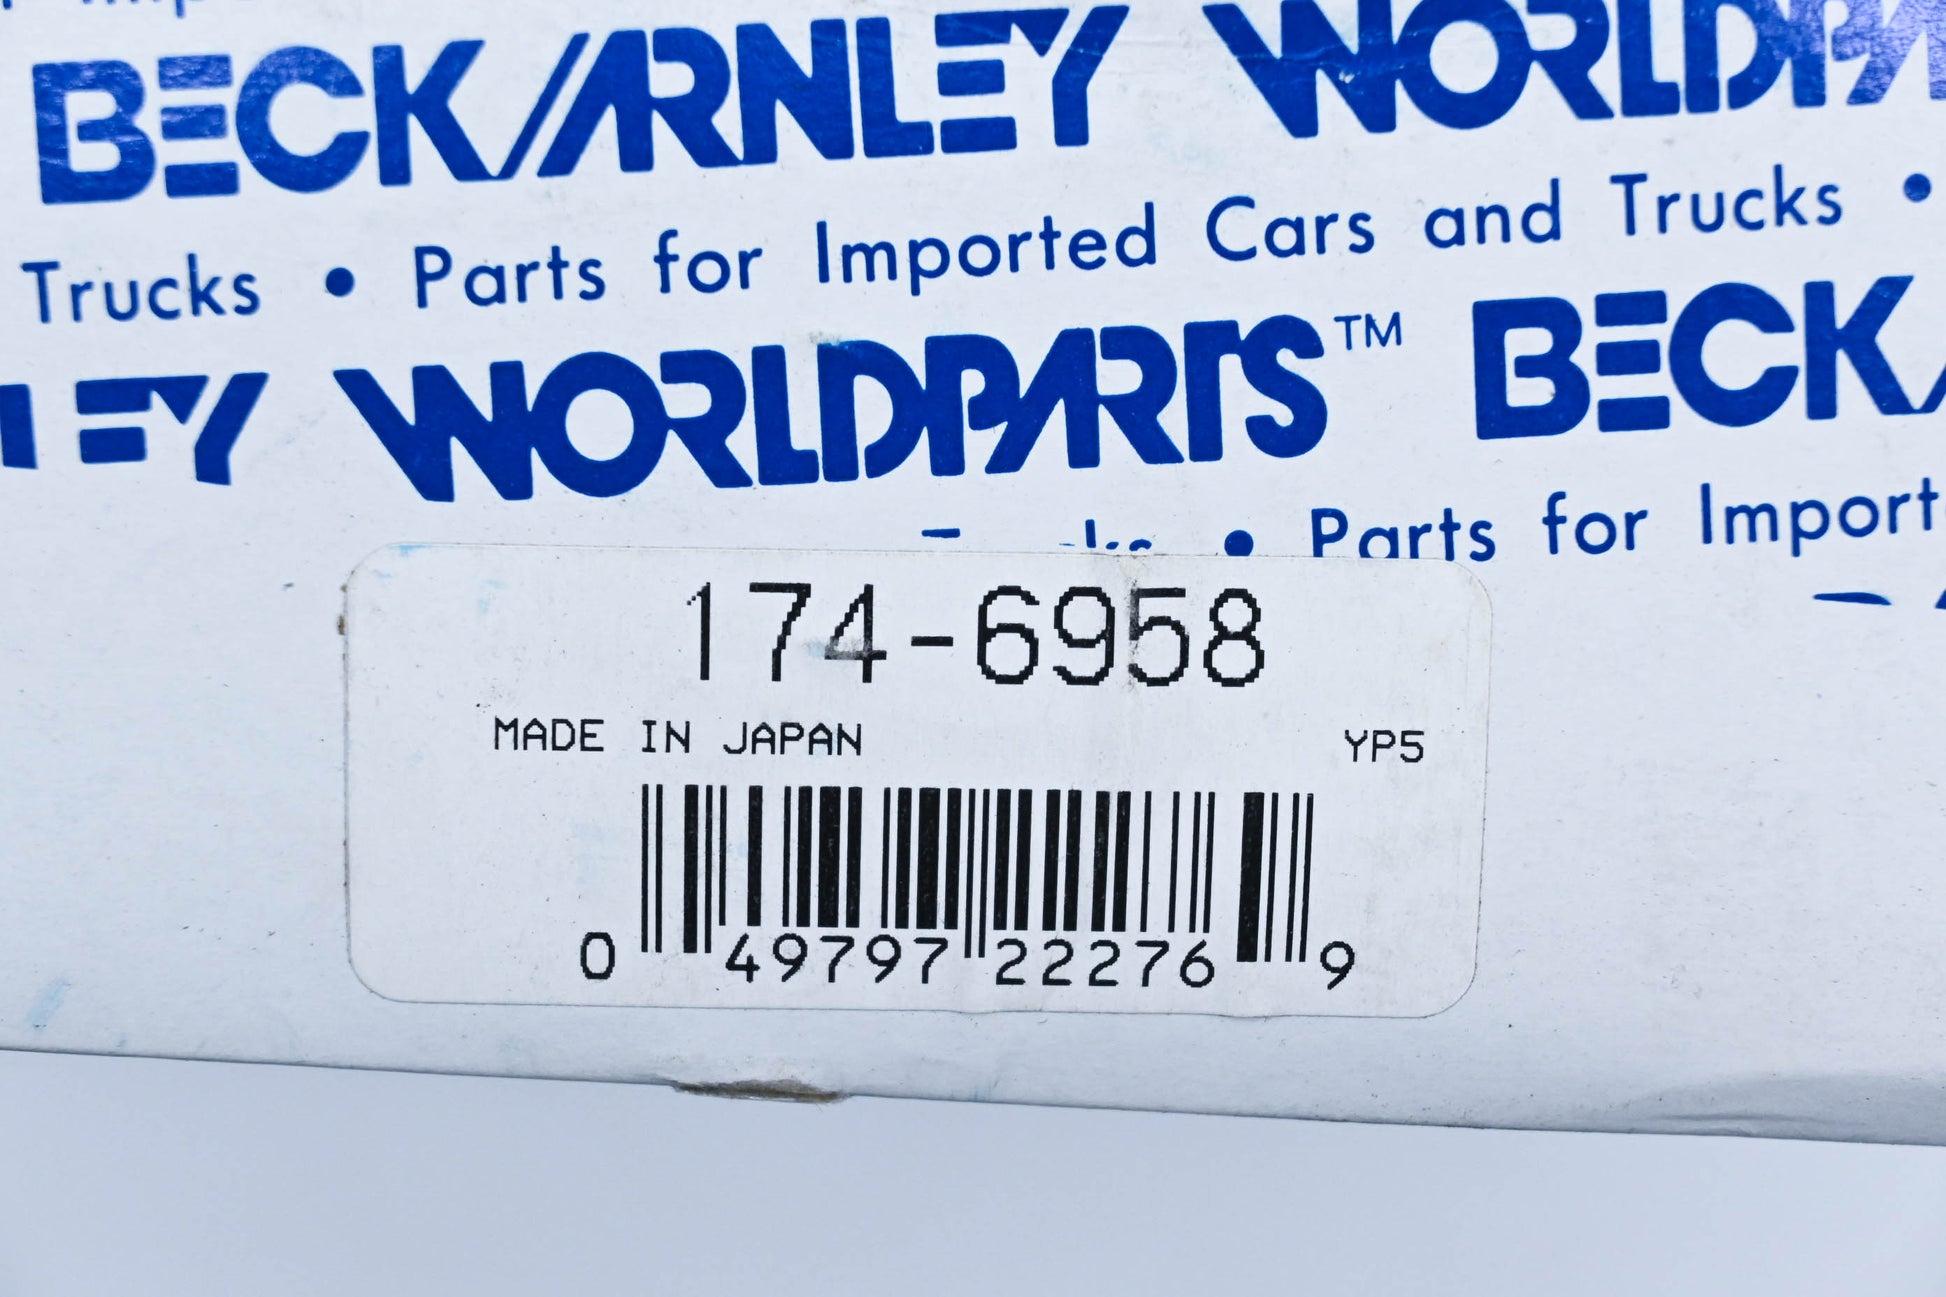 BECK/ARNLEY WORLDPA
Trucks • Parts for Imported Cars and Trucks •
LEY WORLDPARTS™ BECK/
• Parts for Import
174-6958
MADE IN JAPAN YP5
0 49797 22276 9